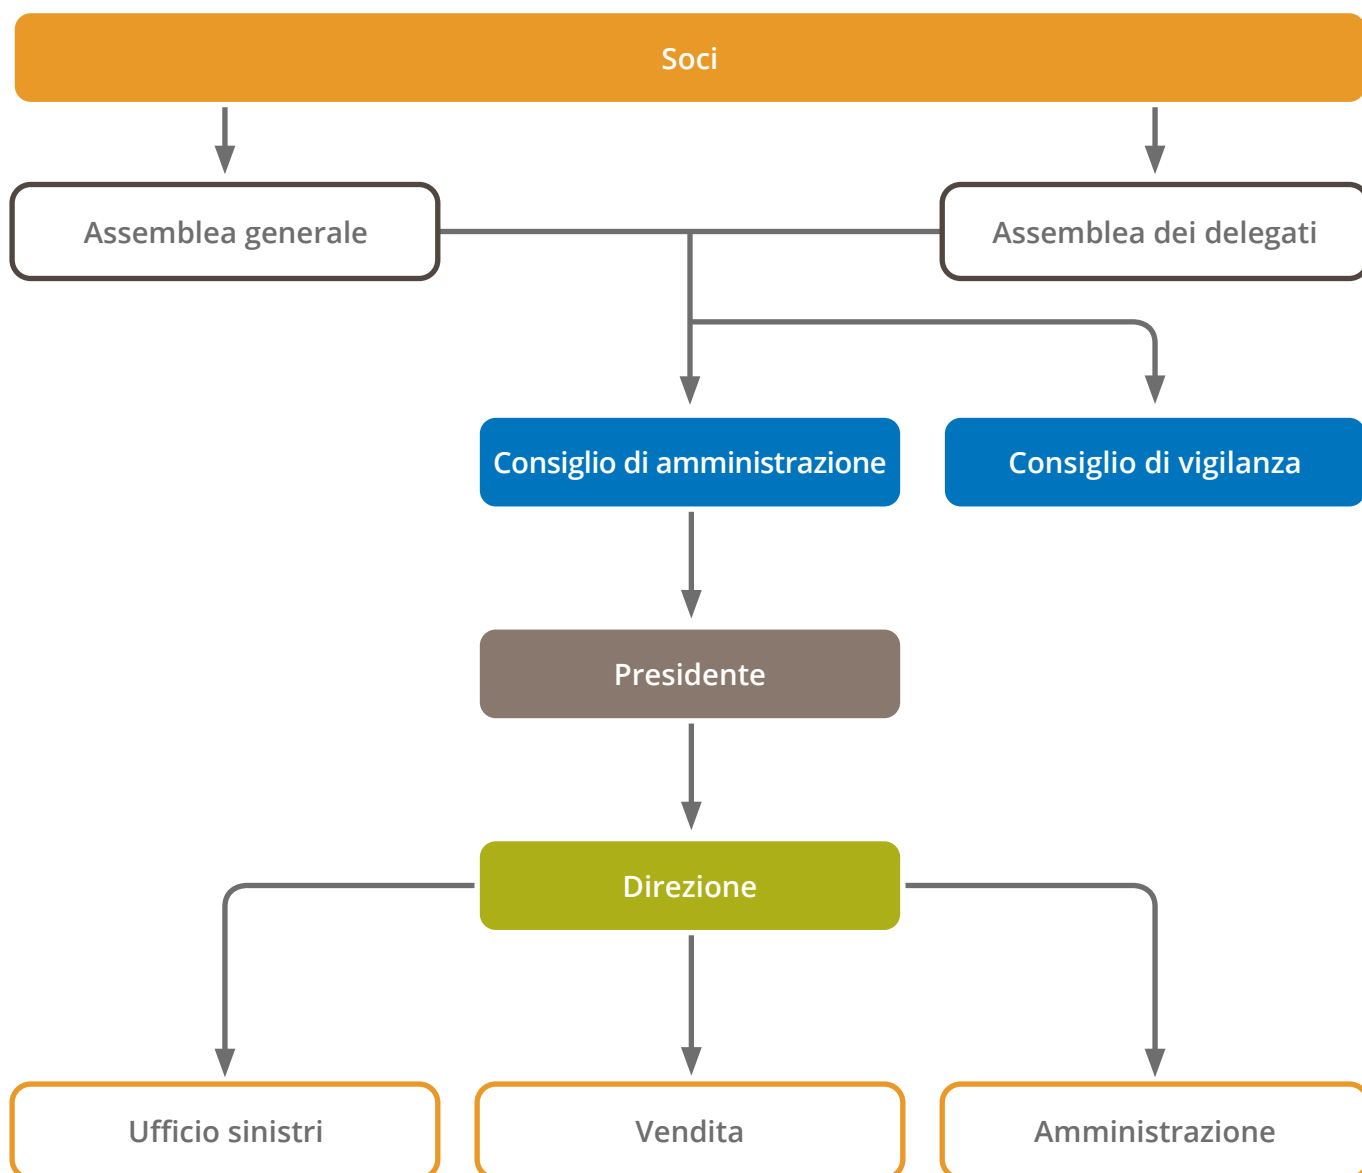 Soci
Assemblea generale
Assemblea dei delegati
Consiglio di amministrazione
Consiglio di vigilanza
Presidente
Direzione
Ufficio sinistri
Vendita
Amministrazione